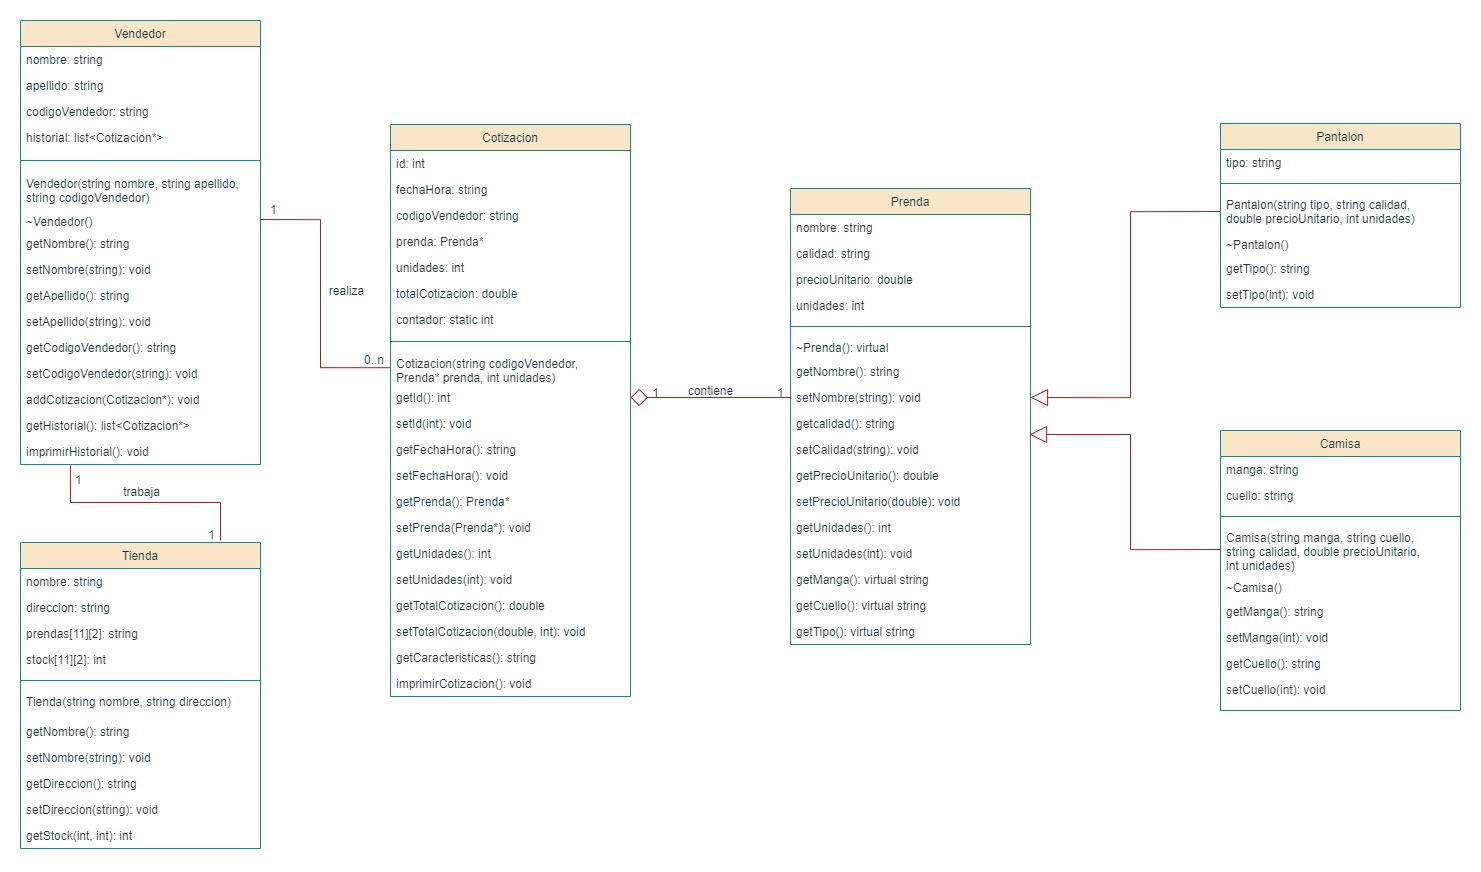 Vendedor
nombre: string
apellido: string
codigoVendedor: string
historial: list<Cotizacion*>
Vendedor(string nombre, string apellido,
string codigoVendedor)
~Vendedor()
getNombre(): string
setNombre(string): void
getApellido(): string
setApellido(string): void
getCodigoVendedor(): string
setCodigoVendedor(string): void
addCotizacion(Cotizacion*): void
getHistorial(): list<Cotizacion*>
imprimirHistorial(): void
1
trabaja
1
Tienda
nombre: string
direccion: string
prendas[11][2]: string
stock[11][2]: int
Tienda(string nombre, string direccion)
getNombre(): string
setNombre(string): void
getDireccion(): string
setDireccion(string): void
getStock(int, int): int
1
realiza
0..n
Cotizacion
id: int
fechaHora: string
codigoVendedor: string
prenda: Prenda*
unidades: int
totalCotizacion: double
contador: static int
Cotizacion(string codigoVendedor,
Prenda* prenda, int unidades)
getId(): int
setId(int): void
getFechaHora(): string
setFechaHora(): void
getPrenda(): Prenda*
setPrenda(Prenda*): void
getUnidades(): int
setUnidades(int): void
getTotalCotizacion(): double
setTotalCotizacion(double, int): void
getCaracteristicas(): string
imprimirCotizacion(): void
1
contiene
1
Prenda
nombre: string
calidad: string
precioUnitario: double
unidades: int
~Prenda(): virtual
getNombre(): string
setNombre(string): void
getcalidad(): string
setCalidad(string): void
getPrecioUnitario(): double
setPrecioUnitario(double): void
getUnidades(): int
setUnidades(int): void
getManga(): virtual string
getCuello(): virtual string
getTipo(): virtual string
Pantalon
tipo: string
Pantalon(string tipo, string calidad,
double precioUnitario, int unidades)
~Pantalon()
getTipo(): string
setTipo(int): void
Camisa
manga: string
cuello: string
Camisa(string manga, string cuello,
string calidad, double precioUnitario,
int unidades)
~Camisa()
getManga(): string
setManga(int): void
getCuello(): string
setCuello(int): void